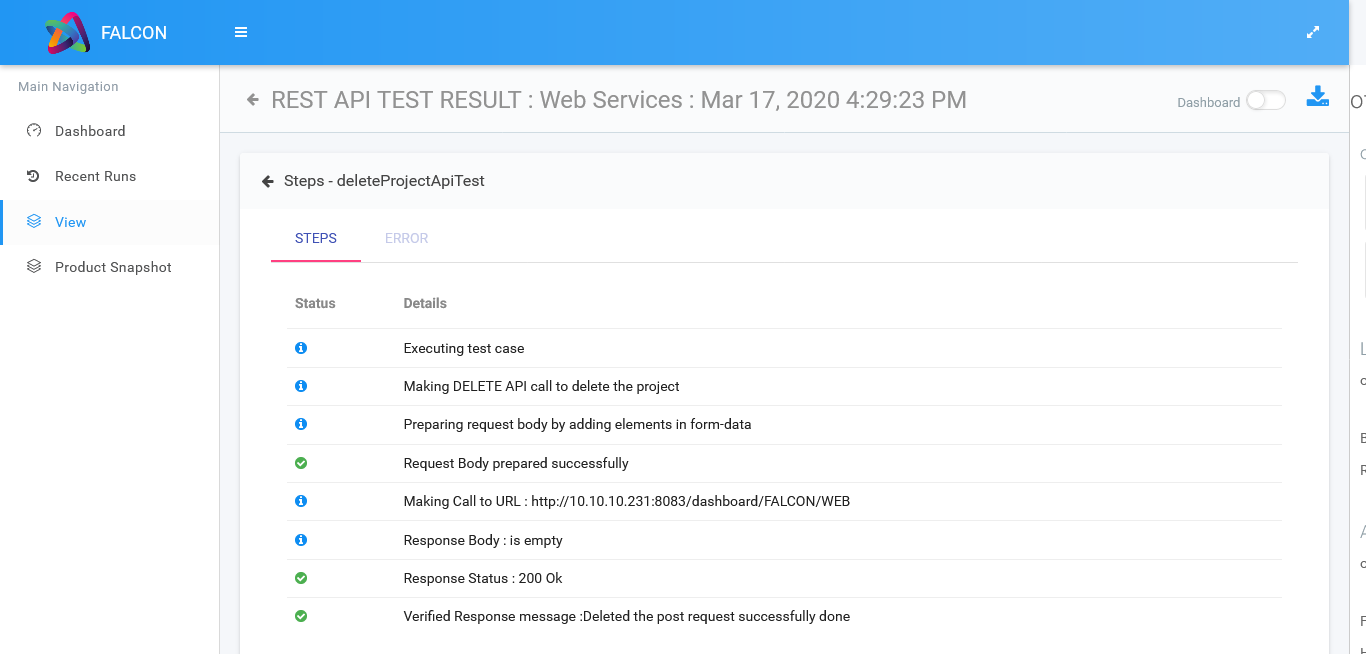 FALCON
Main Navigation
Dashboard
Recent Runs
View
Product Snapshot
REST API TEST RESULT : Web Services : Mar 17, 2020 4:29:23 PM
Dashboard
Steps - deleteProjectApiTest
STEPS ERROR
Status Details
Executing test case
Making DELETE API call to delete the project
Preparing request body by adding elements in form-data
Request Body prepared successfully
Making Call to URL : http://10.10.10.231:8083/dashboard/FALCON/WEB
Response Body : is empty
Response Status : 200 Ok
Verified Response message :Deleted the post request successfully done